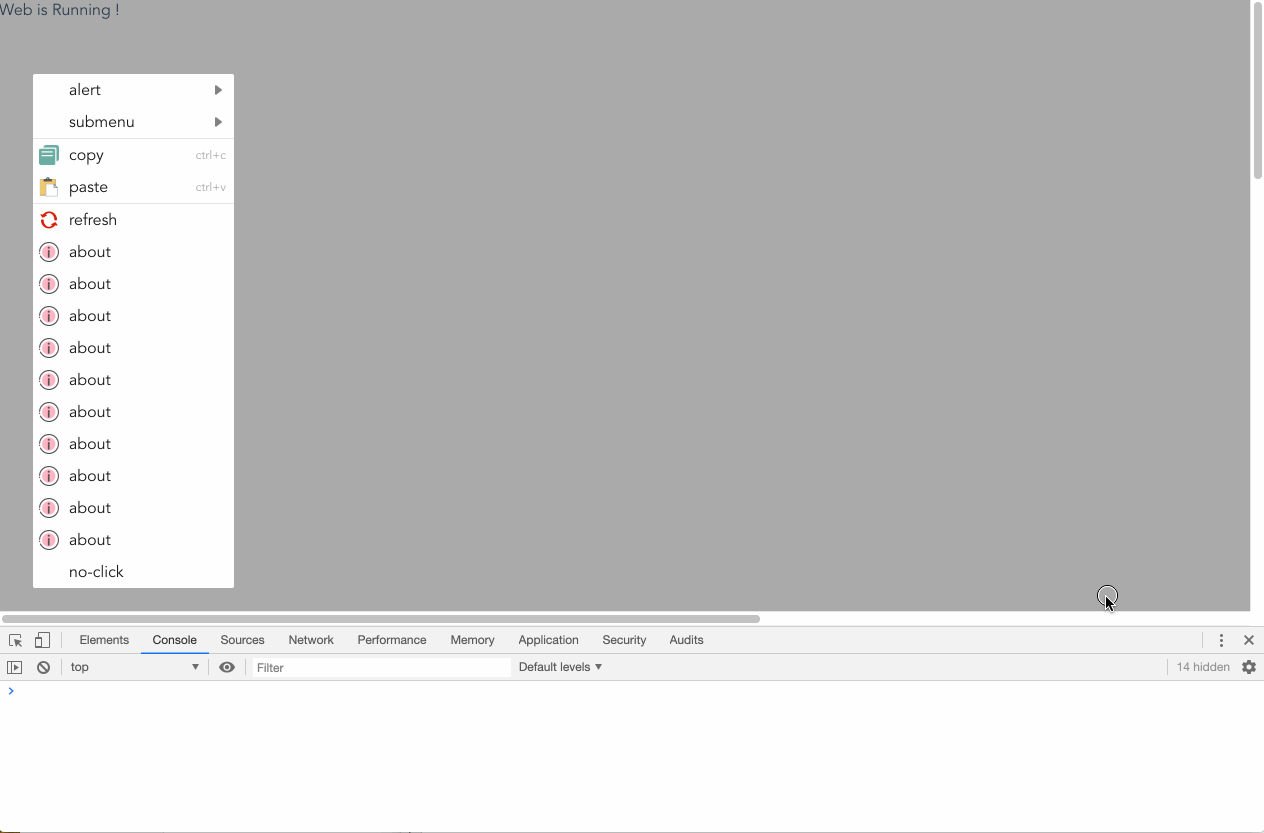 Web is Running !
alert
submenu
copy ctrl+c
paste ctrl+v
refresh
about
about
about
about
about
about
about
about
about
about
no-click
Elements Console Sources Network Performance Memory Application Security Audits
top Filter Default levels 14 hidden